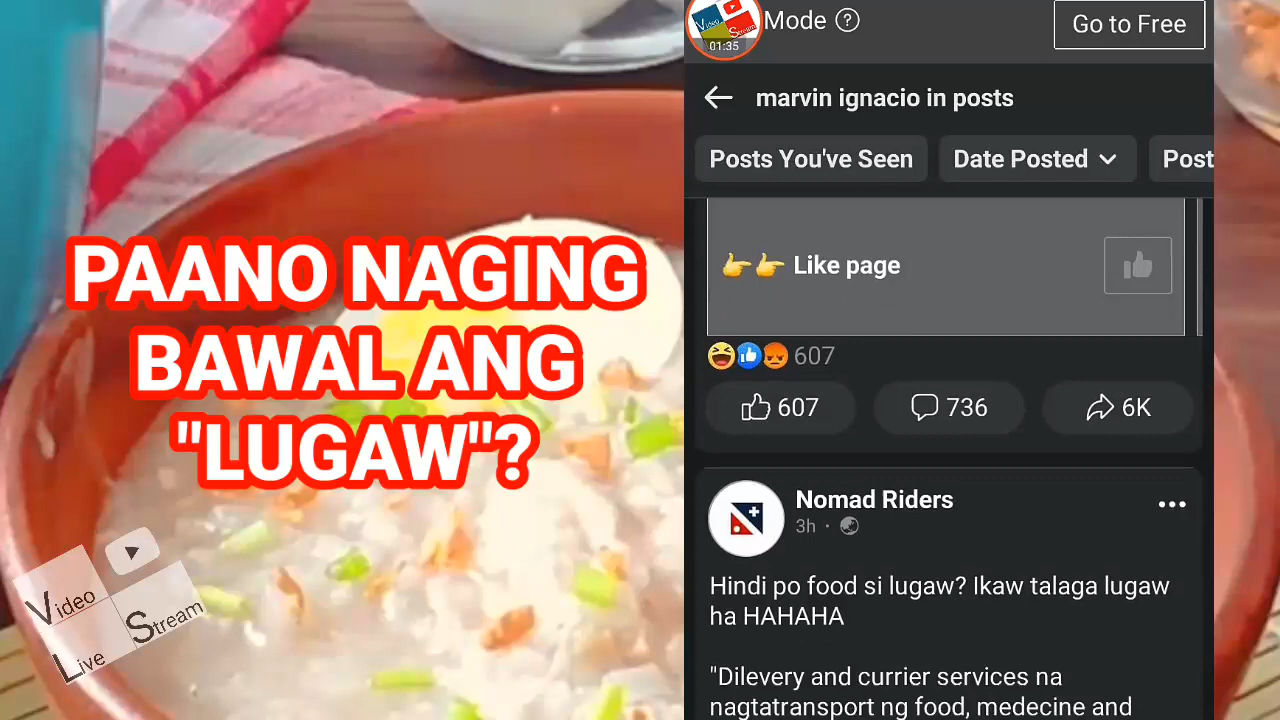 PAANO NAGING
BAWAL ANG
"LUGAW"?
Video
Stream
Live
Video
Stream
01:35
Mode
Go to Free
marvin ignacio in posts
Posts You've Seen
Date Posted
Post
👉👉 Like page
607
607
736
6K
Nomad Riders
3h ·
Hindi po food si lugaw? Ikaw talaga lugaw
ha HAHAHA
"Dilevery and currier services na
nagtatransport ng food, medecine and